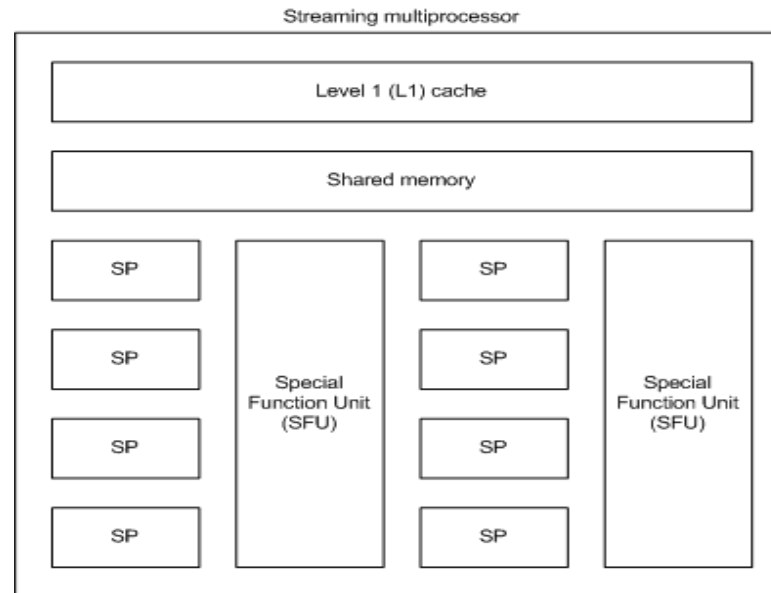 Streaming multiprocessor
Level 1 (L1) cache
Shared memory
SP
SP
SP
SP
Special
Function Unit
(SFU)
SP
SP
SP
SP
Special
Function Unit
(SFU)